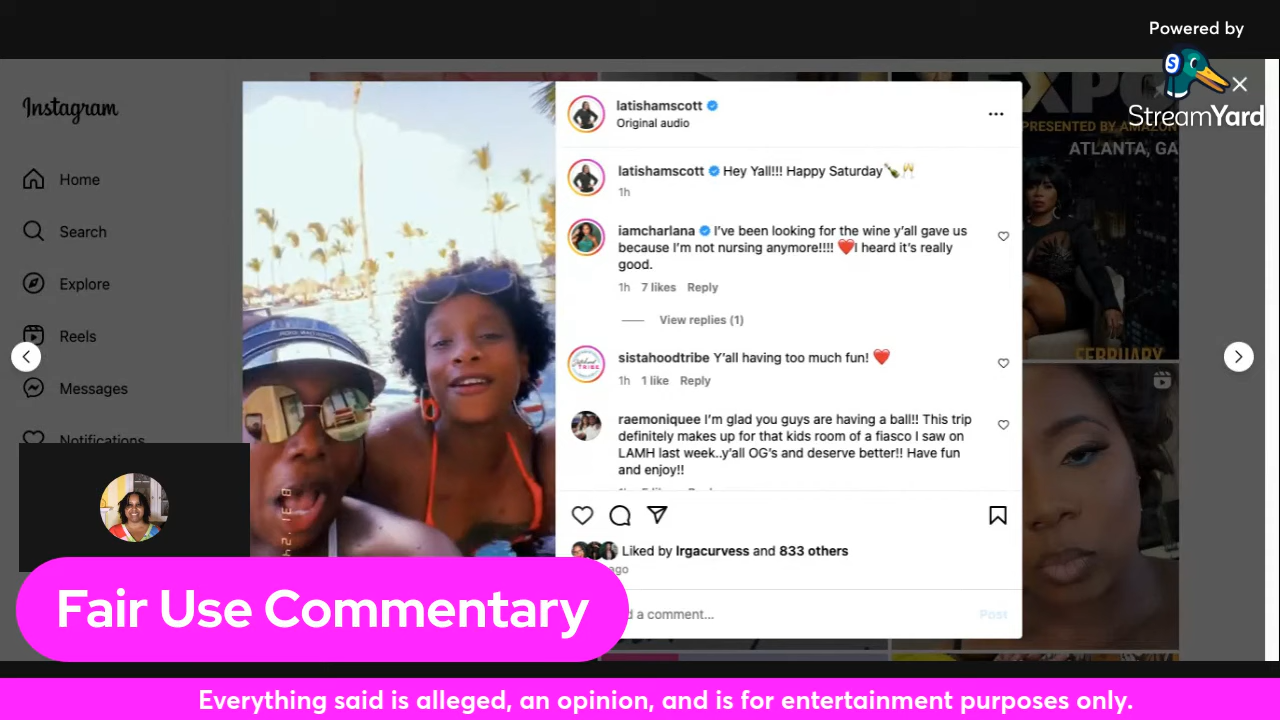 Powered by
StreamYard
Instagram
Home
Search
Explore
Reels
Messages
Notifications
latishamscott
Original audio
latishamscott Hey Yall!!! Happy Saturday🍾🥂
1h
iamcharlana I've been looking for the wine y'all gave us
because I'm not nursing anymore!!!! ❤️I heard it's really
good.
1h 7 likes Reply
View replies (1)
sistahoodtribe Y'all having too much fun! ❤️
1h 1 like Reply
raemoniquee I'm glad you guys are having a ball!! This trip
definitely makes up for that kids room of a fiasco I saw on
LAMH last week..y'all OG's and deserve better!! Have fun
and enjoy!!
Liked by lrgacurvess and 833 others
ago
d a comment...
Post
EXPO
PRESENTED BY AMAZON
ATLANTA, GA
FEBRUARY
Fair Use Commentary
Everything said is alleged, an opinion, and is for entertainment purposes only.